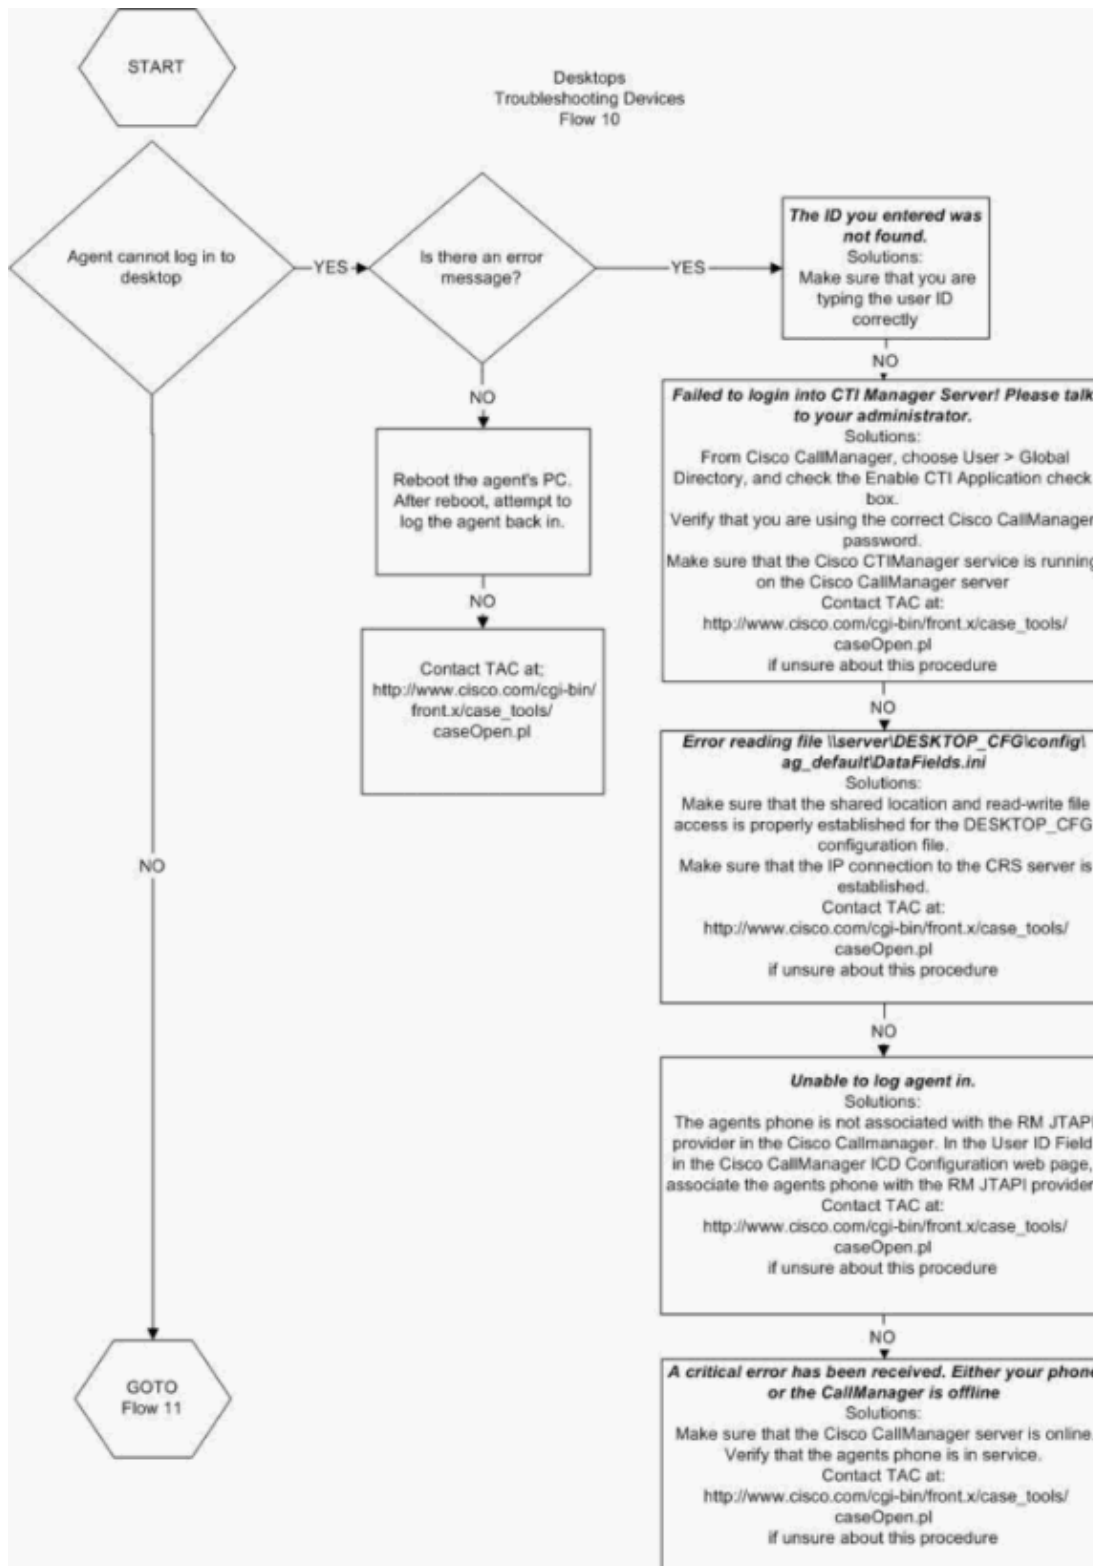 START
Desktops
Troubleshooting Devices
Flow 10
Agent cannot log in to
desktop
YES
Is there an error
message?
YES
The ID you entered was
not found.
Solutions:
Make sure that you are
typing the user ID
correctly
NO
NO
Reboot the agent's PC.
After reboot, attempt to
log the agent back in.
NO
Contact TAC at;
http://www.cisco.com/cgi-bin/
front.x/case_tools/
caseOpen.pl
Failed to login into CTI Manager Server! Please talk
to your administrator.
Solutions:
From Cisco CallManager, choose User > Global
Directory, and check the Enable CTI Application check
box.
Verify that you are using the correct Cisco CallManager
password.
Make sure that the Cisco CTIManager service is running
on the Cisco CallManager server
Contact TAC at:
http://www.cisco.com/cgi-bin/front.x/case_tools/
caseOpen.pl
if unsure about this procedure
NO
Error reading file \\server\DESKTOP_CFG\config\
ag_default\DataFields.ini
Solutions:
Make sure that the shared location and read-write file
access is properly established for the DESKTOP_CFG
configuration file.
Make sure that the IP connection to the CRS server is
established.
Contact TAC at:
http://www.cisco.com/cgi-bin/front.x/case_tools/
caseOpen.pl
if unsure about this procedure
NO
NO
Unable to log agent in.
Solutions:
The agents phone is not associated with the RM JTAPI
provider in the Cisco Callmanager. In the User ID Field
in the Cisco CallManager ICD Configuration web page,
associate the agents phone with the RM JTAPI provider
Contact TAC at:
http://www.cisco.com/cgi-bin/front.x/case_tools/
caseOpen.pl
if unsure about this procedure
NO
GOTO
Flow 11
A critical error has been received. Either your phone
or the CallManager is offline
Solutions:
Make sure that the Cisco CallManager server is online.
Verify that the agents phone is in service.
Contact TAC at:
http://www.cisco.com/cgi-bin/front.x/case_tools/
caseOpen.pl
if unsure about this procedure